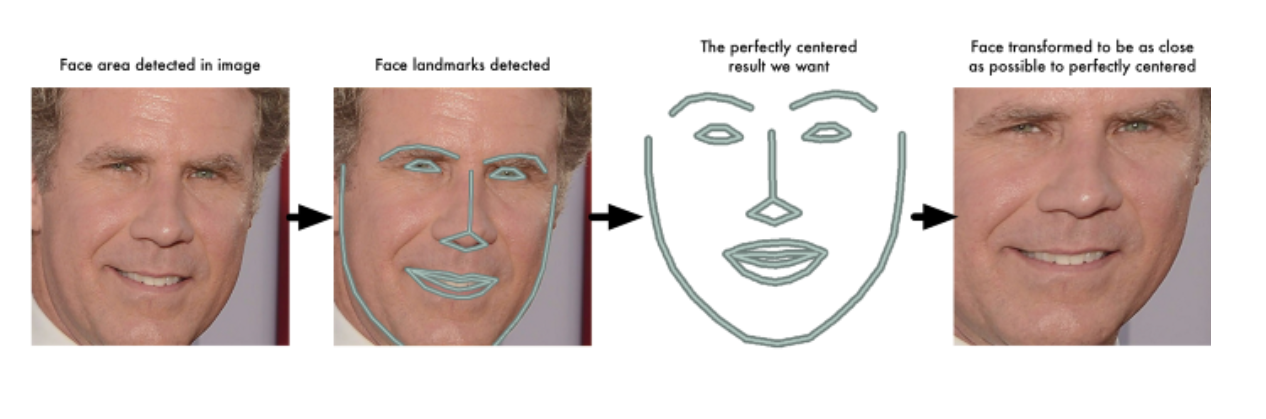 Face area detected in image
Face landmarks detected
The perfectly centered
result we want
Face transformed to be as close
as possible to perfectly centered